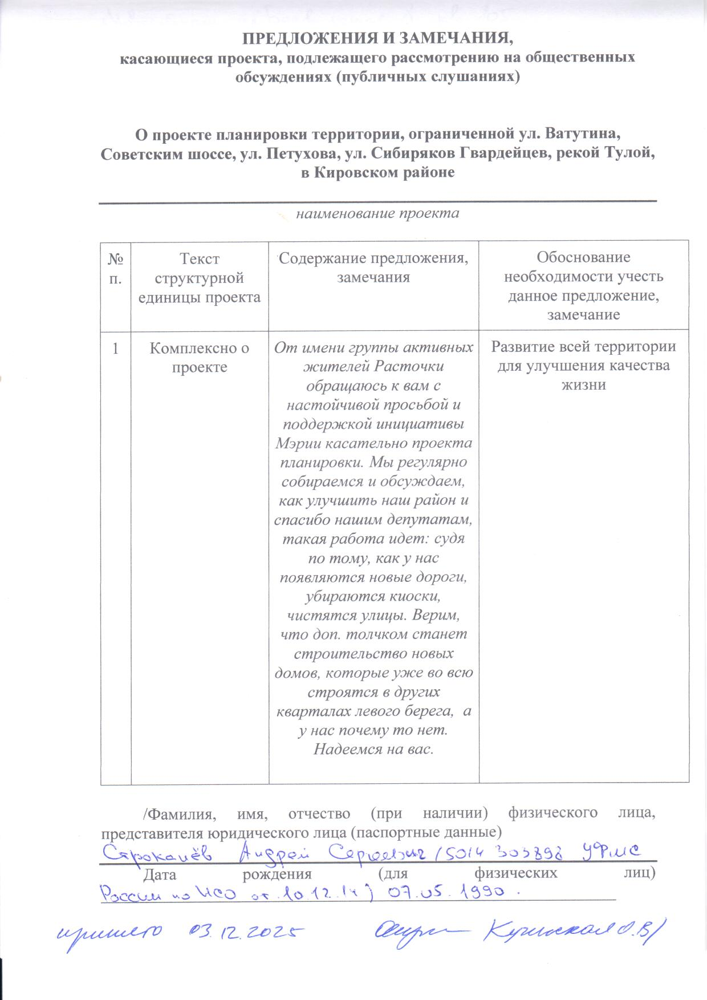 ПРЕДЛОЖЕНИЯ И ЗАМЕЧАНИЯ,
касающиеся проекта, подлежащего рассмотрению на общественных
обсуждениях (публичных слушаниях)
О проекте планировки территории, ограниченной ул. Ватутина,
Советским шоссе, ул. Петухова, ул. Сибиряков Гвардейцев, рекой Тулой,
в Кировском районе
наименование проекта
№
п.
Текст
структурной
единицы проекта
Содержание предложения,
замечания
Обоснование
необходимости учесть
данное предложение,
замечание
1
Комплексно о
проекте
От имени группы активных
жителей Расточки
обращаюсь к вам с
настойчивой просьбой и
поддержкой инициативы
Мэрии касательно проекта
планировки. Мы регулярно
собираемся и обсуждаем,
как улучшить наш район и
спасибо нашим депутатам,
такая работа идет: судя
по тому, как у нас
появляются новые дороги,
убираются киоски,
чистятся улицы. Верим,
что доп. толчком станет
строительство новых
домов, которые уже во всю
строятся в других
кварталах левого берега,  а
у нас почему то нет.
Надеемся на вас.
Развитие всей территории
для улучшения качества
жизни
/Фамилия, имя, отчество (при наличии) физического лица,
представителя юридического лица (паспортные данные)
Андрей Сергеевич (5014 УФМС
Дата рождения (для физических лиц)
России по НСО от 10.12.14) 07.05.1990.
03.12.2025